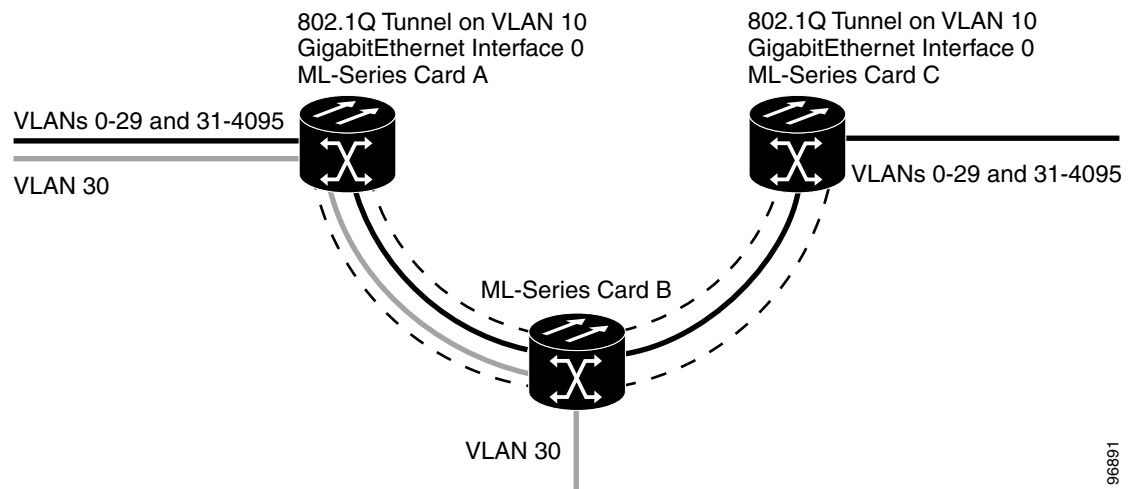 802.1Q Tunnel on VLAN 10
GigabitEthernet Interface 0
ML-Series Card A
802.1Q Tunnel on VLAN 10
GigabitEthernet Interface 0
ML-Series Card C
VLANs 0-29 and 31-4095
VLAN 30
VLANs 0-29 and 31-4095
ML-Series Card B
VLAN 30
96891